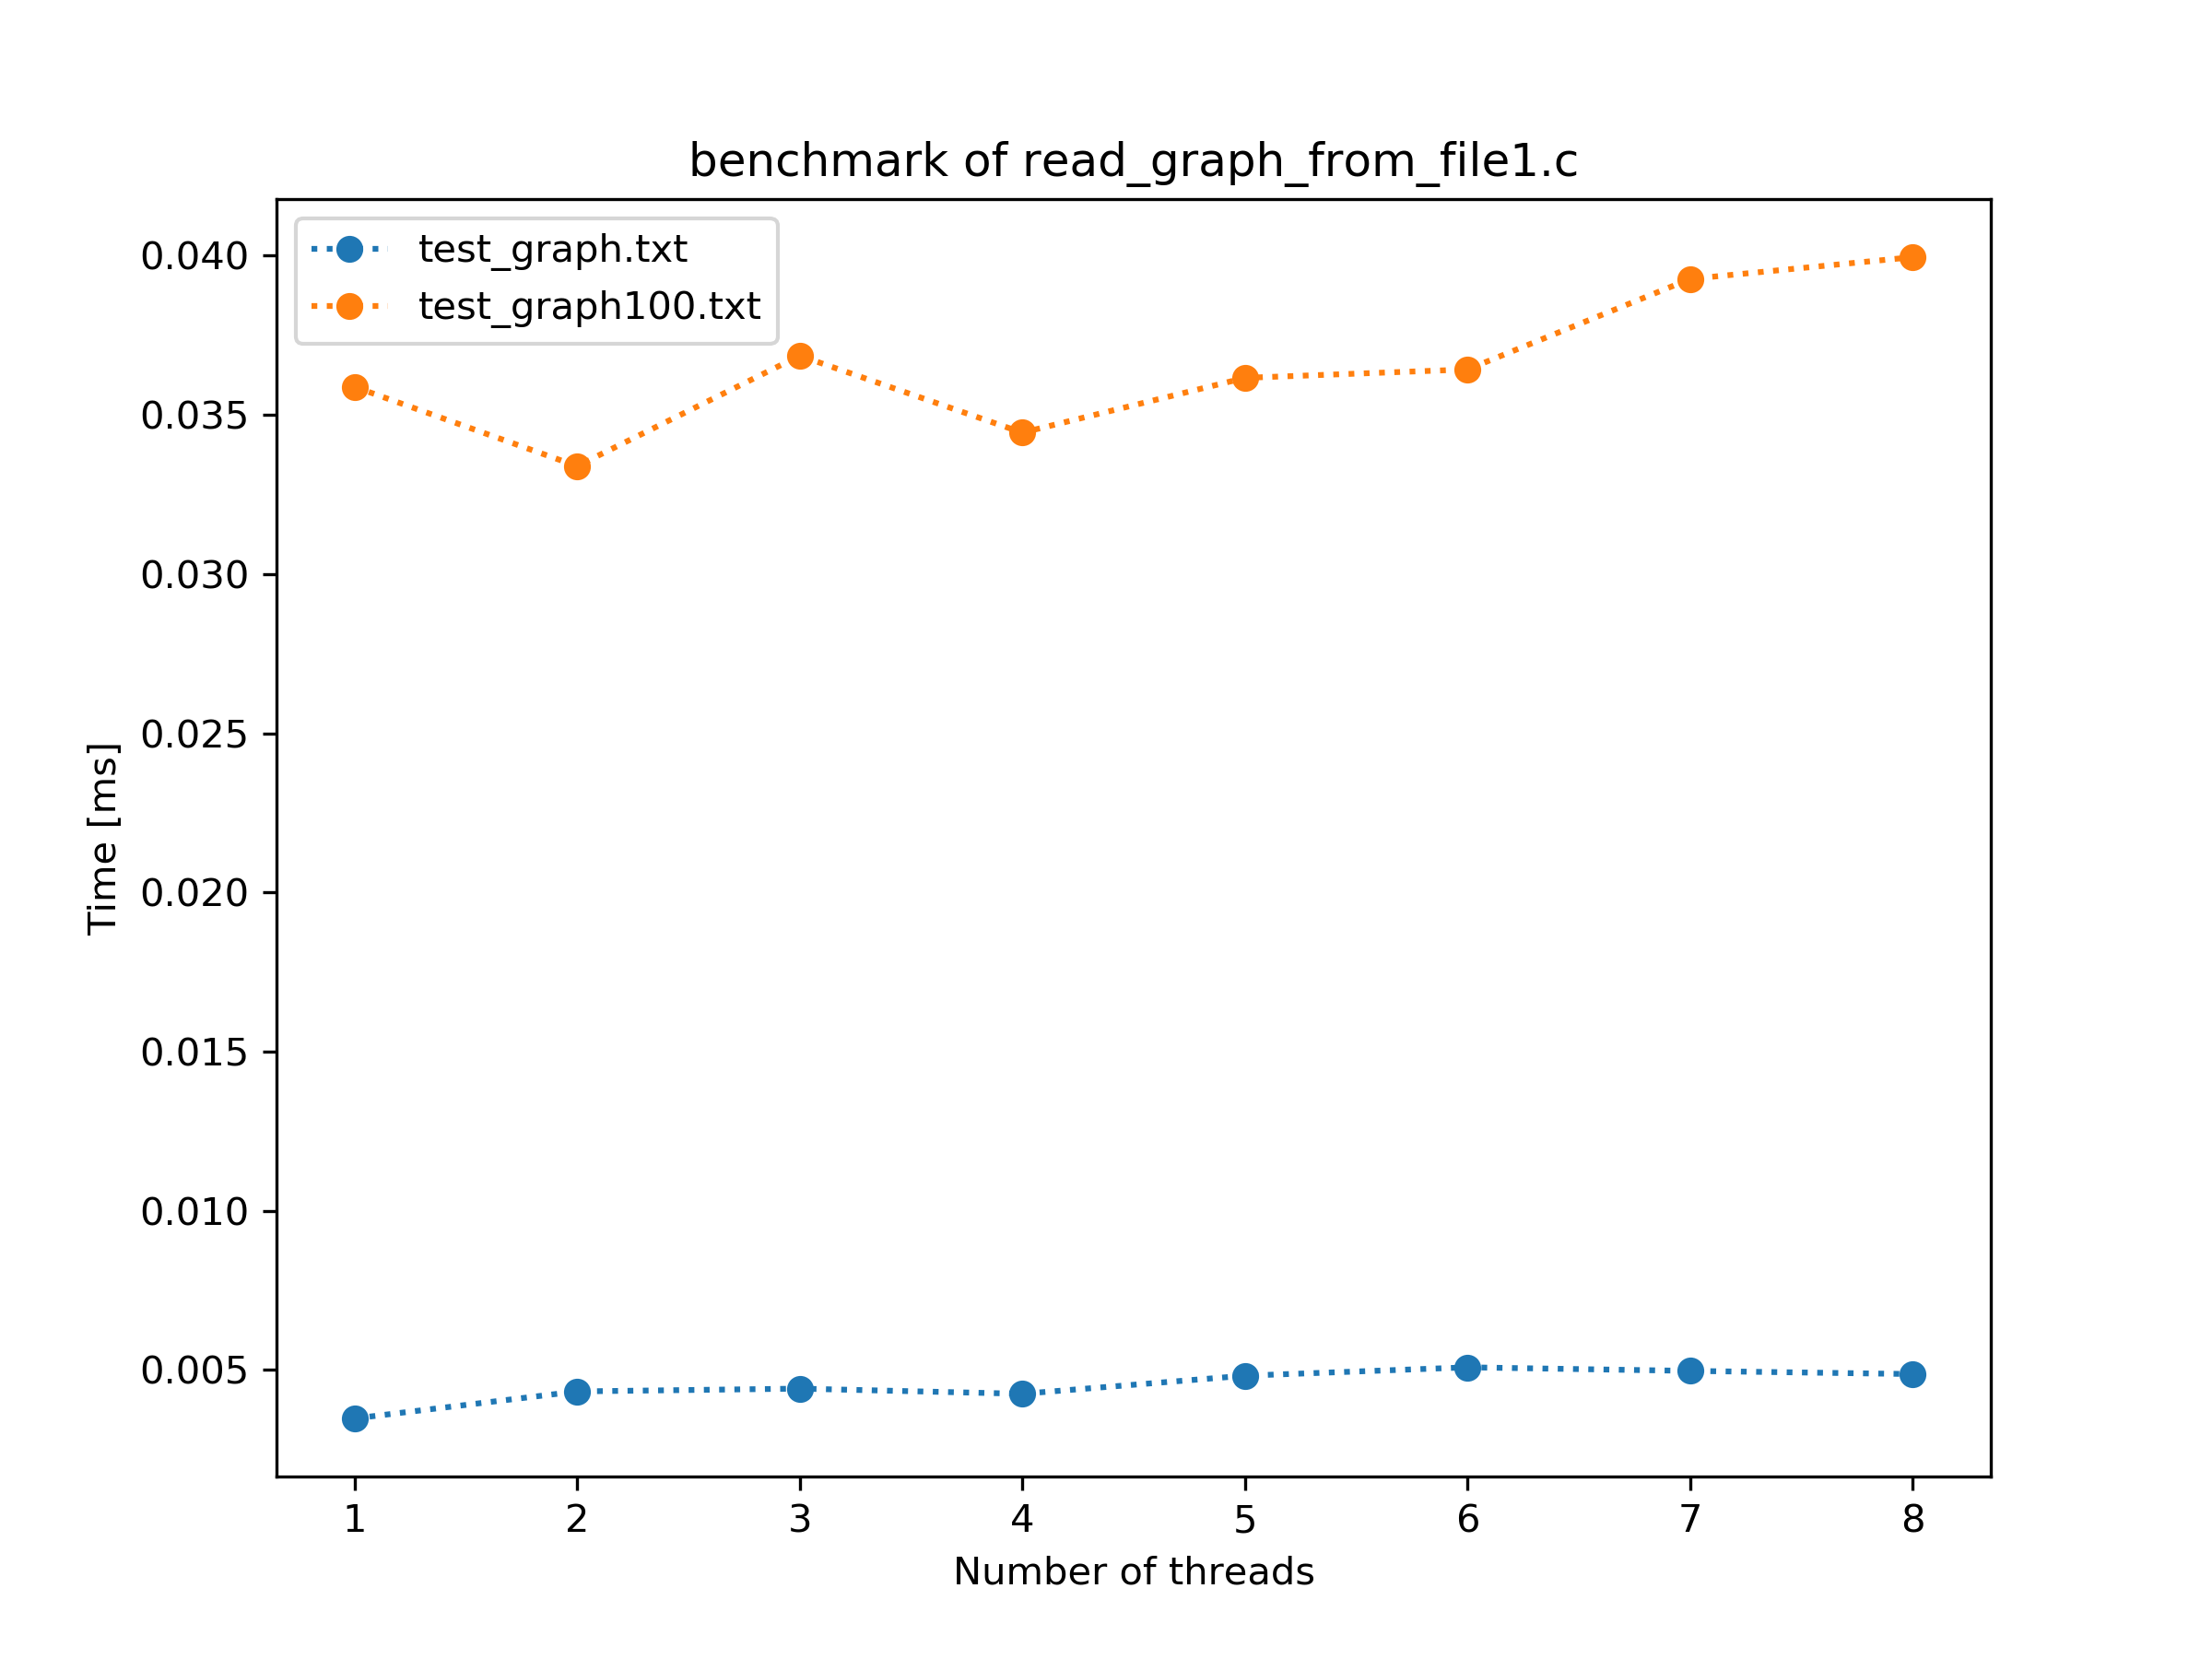 benchmark of read_graph_from_file1.c
test_graph.txt
test_graph100.txt
0.040
0.035
0.030
0.025
0.020
0.015
0.010
0.005
Time [ms]
1 2 3 4 5 6 7 8
Number of threads